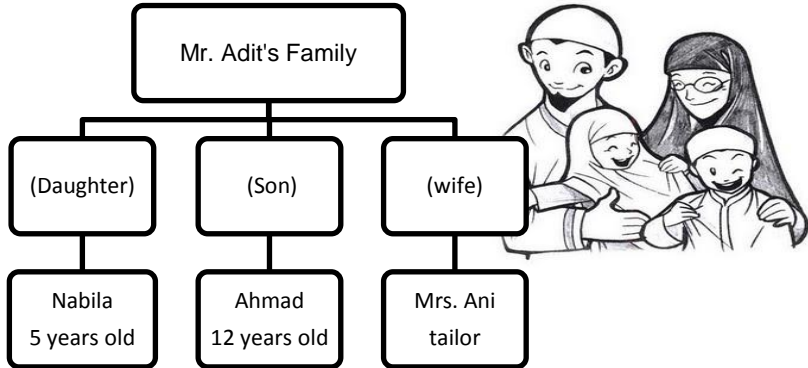 Mr. Adit's Family
(Daughter)
(Son)
(wife)
Nabila
5 years old
Ahmad
12 years old
Mrs. Ani
tailor